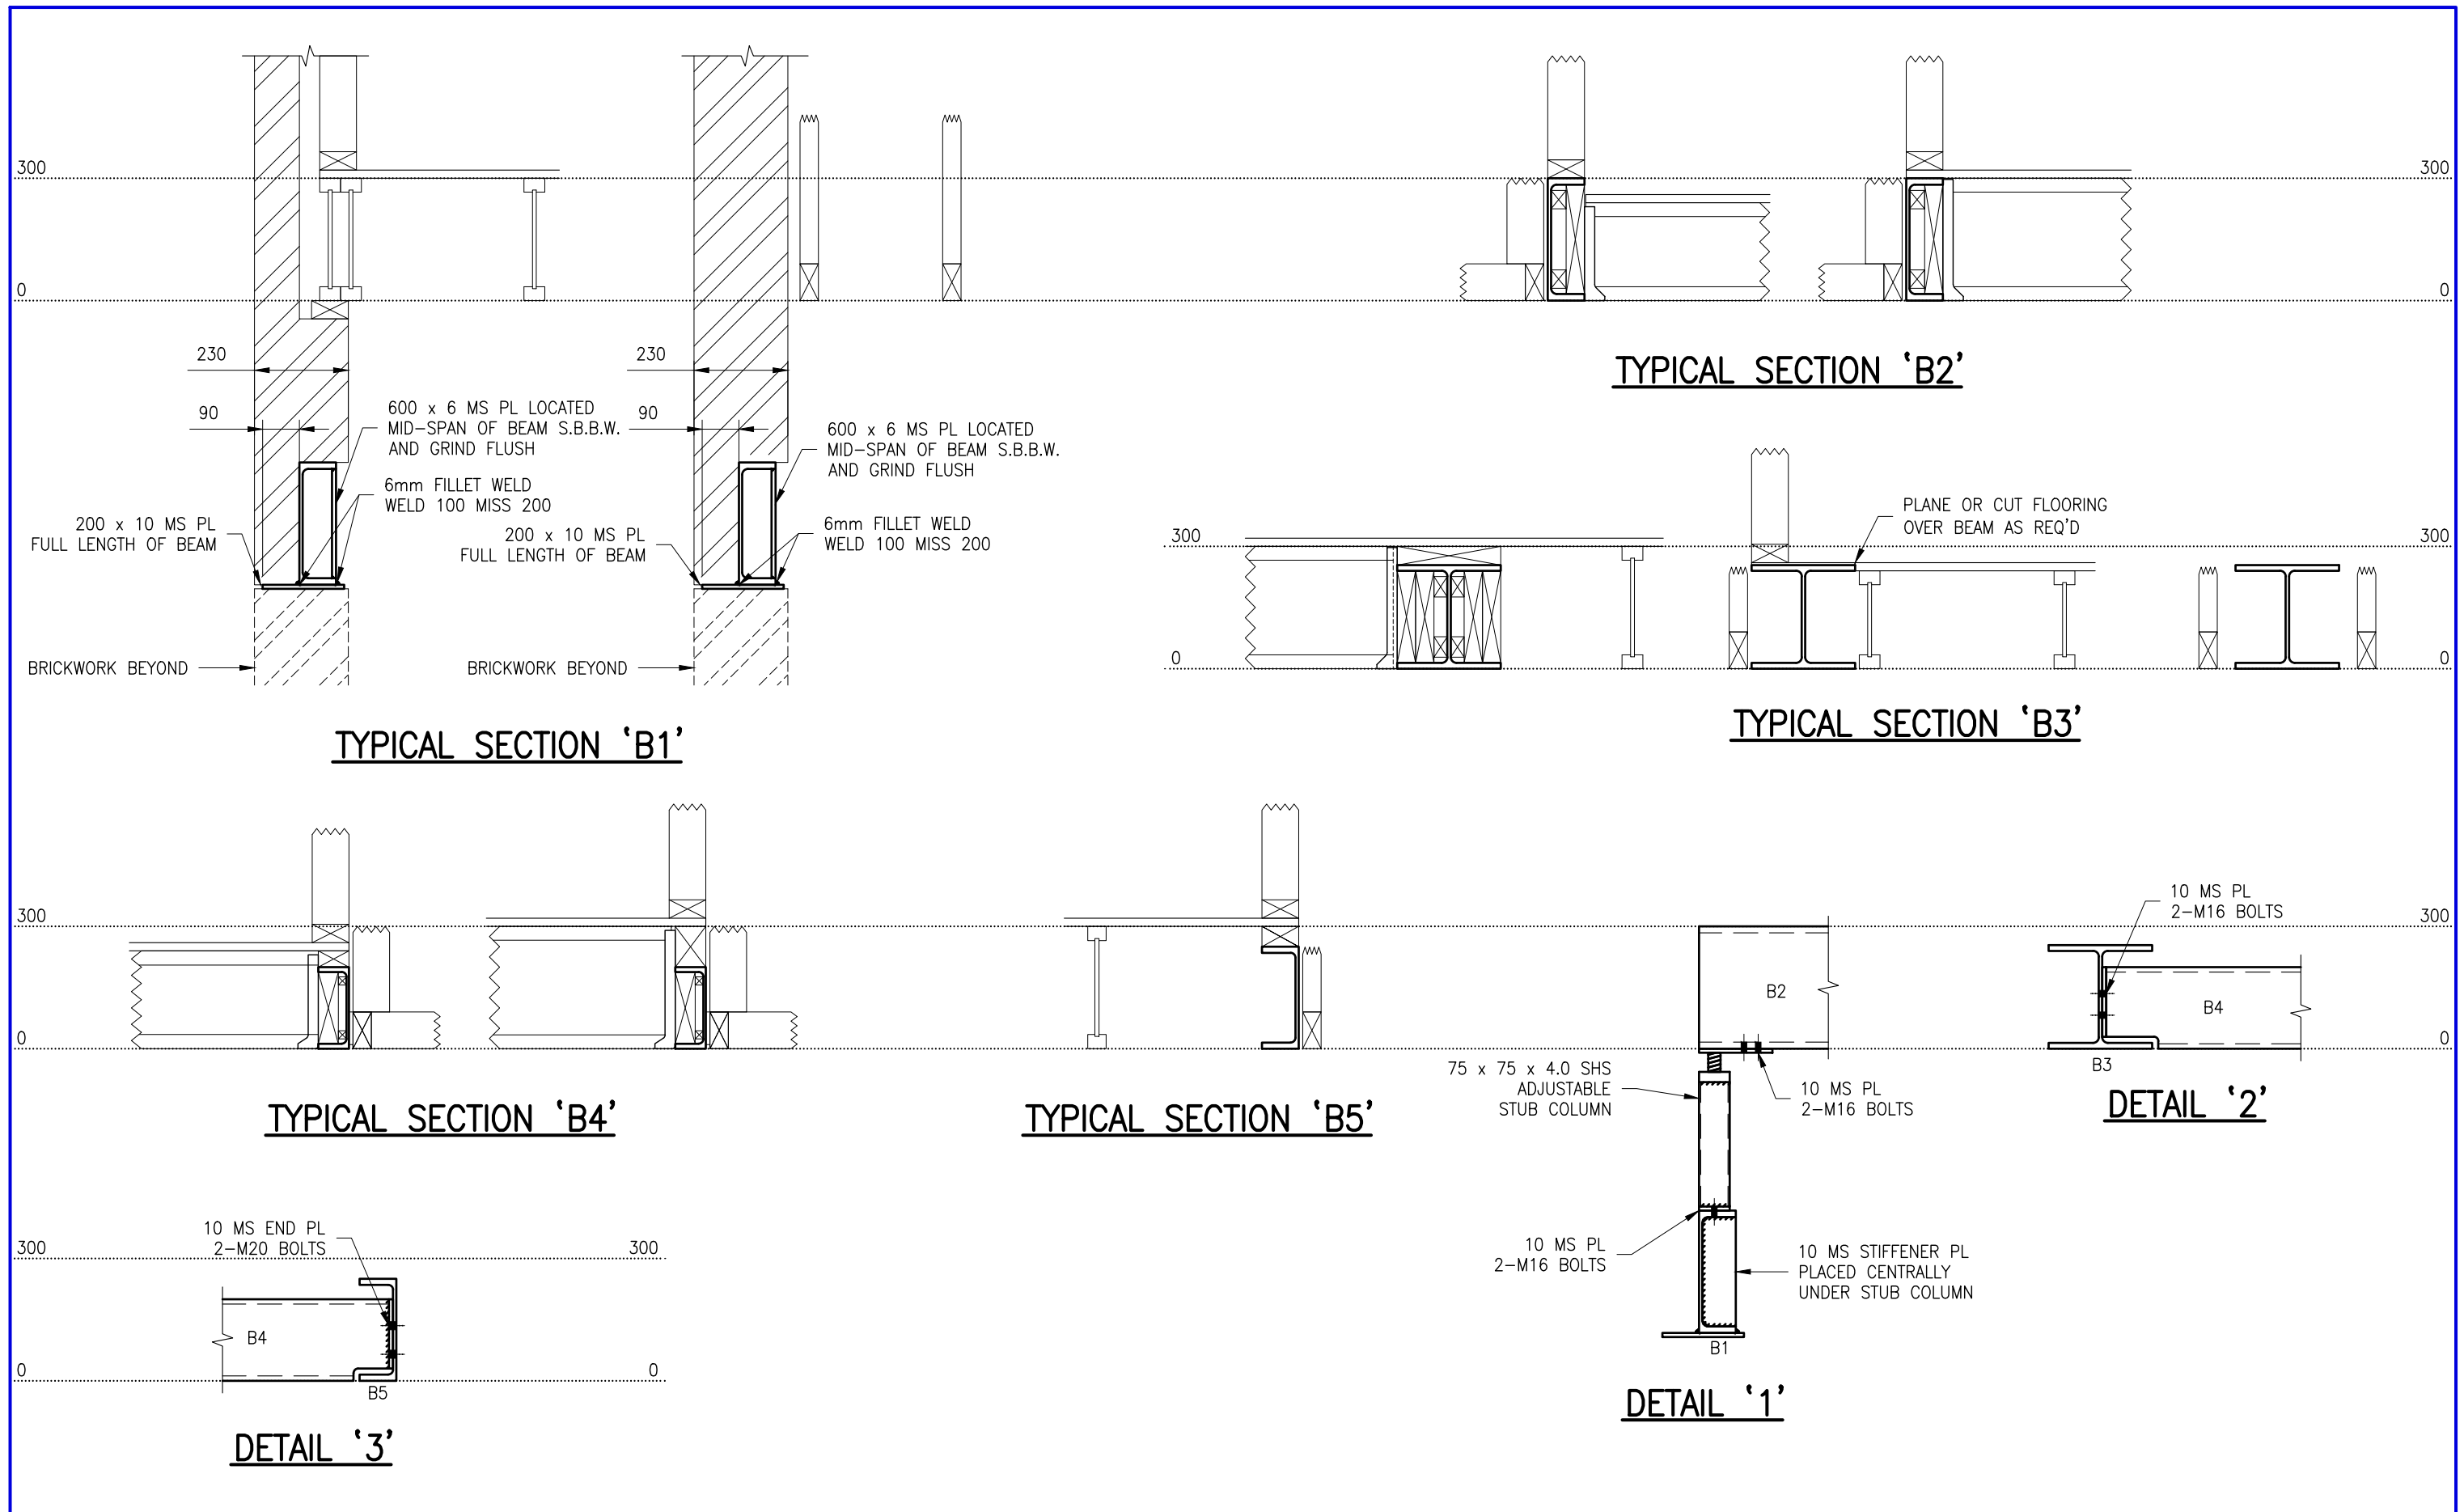 300
300
0
0
230
230
90
600 x 6 MS PL LOCATED
MID-SPAN OF BEAM S.B.B.W.
AND GRIND FLUSH
90
600 x 6 MS PL LOCATED
MID-SPAN OF BEAM S.B.B.W.
AND GRIND FLUSH
6mm FILLET WELD
WELD 100 MISS 200
6mm FILLET WELD
WELD 100 MISS 200
200 x 10 MS PL
FULL LENGTH OF BEAM
200 x 10 MS PL
FULL LENGTH OF BEAM
BRICKWORK BEYOND
BRICKWORK BEYOND
TYPICAL SECTION ‘B1’
TYPICAL SECTION ‘B2’
PLANE OR CUT FLOORING
OVER BEAM AS REQ’D
300
300
0
0
TYPICAL SECTION ‘B3’
300
300
0
0
TYPICAL SECTION ‘B4’
TYPICAL SECTION ‘B5’
B2
75 x 75 x 4.0 SHS
ADJUSTABLE
STUB COLUMN
10 MS PL
2-M16 BOLTS
10 MS PL
2-M16 BOLTS
10 MS STIFFENER PL
PLACED CENTRALLY
UNDER STUB COLUMN
B1
DETAIL ‘1’
10 MS PL
2-M16 BOLTS
B4
B3
DETAIL ‘2’
10 MS END PL
2-M20 BOLTS
300
300
B4
0
0
B5
DETAIL ‘3’